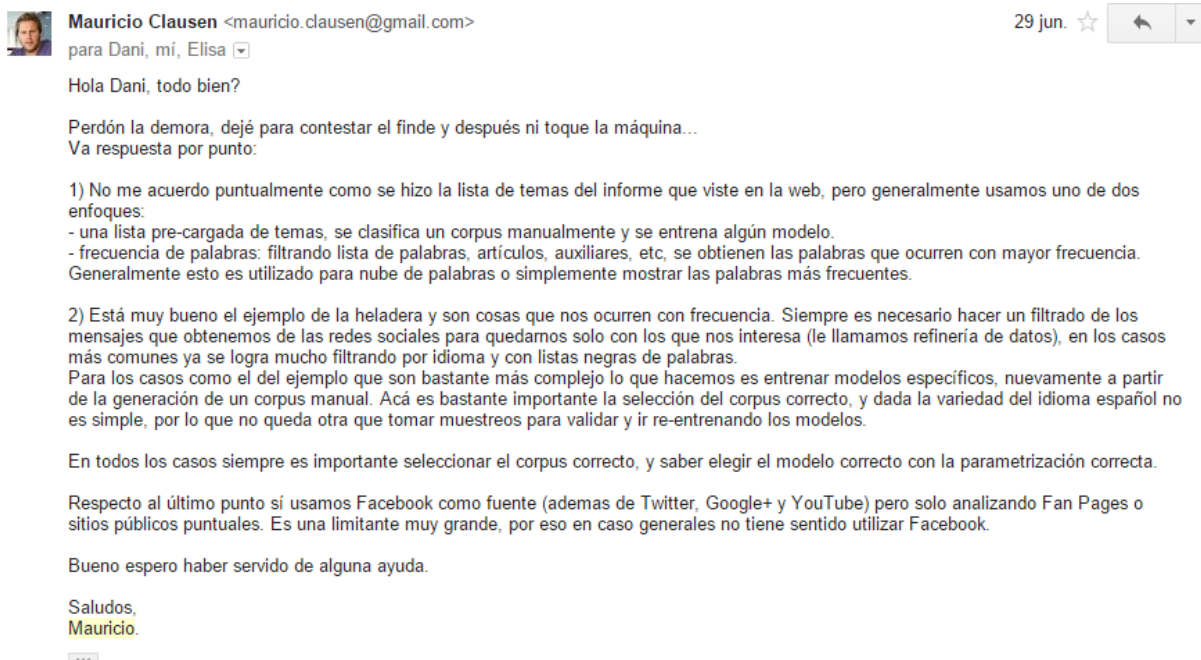 Mauricio Clausen <mauricio.clausen@gmail.com>
29 jun.
para Dani, mí, Elisa
Hola Dani, todo bien?
Perdón la demora, dejé para contestar el finde y después ni toque la máquina...
Va respuesta por punto:
1) No me acuerdo puntualmente como se hizo la lista de temas del informe que viste en la web, pero generalmente usamos uno de dos
enfoques:
- una lista pre-cargada de temas, se clasifica un corpus manualmente y se entrena algún modelo.
- frecuencia de palabras: filtrando lista de palabras, artículos, auxiliares, etc, se obtienen las palabras que ocurren con mayor frecuencia.
Generalmente esto es utilizado para nube de palabras o simplemente mostrar las palabras más frecuentes.
2) Está muy bueno el ejemplo de la heladera y son cosas que nos ocurren con frecuencia. Siempre es necesario hacer un filtrado de los
mensajes que obtenemos de las redes sociales para quedarnos solo con los que nos interesa (le llamamos refinería de datos), en los casos
más comunes ya se logra mucho filtrando por idioma y con listas negras de palabras.
Para los casos como el del ejemplo que son bastante más complejo lo que hacemos es entrenar modelos específicos, nuevamente a partir
de la generación de un corpus manual. Acá es bastante importante la selección del corpus correcto, y dada la variedad del idioma español no
es simple, por lo que no queda otra que tomar muestreos para validar y ir re-entrenando los modelos.
En todos los casos siempre es importante seleccionar el corpus correcto, y saber elegir el modelo correcto con la parametrización correcta.
Respecto al último punto sí usamos Facebook como fuente (ademas de Twitter, Google+ y YouTube) pero solo analizando Fan Pages o
sitios públicos puntuales. Es una limitante muy grande, por eso en caso generales no tiene sentido utilizar Facebook.
Bueno espero haber servido de alguna ayuda.
Saludos,
Mauricio.